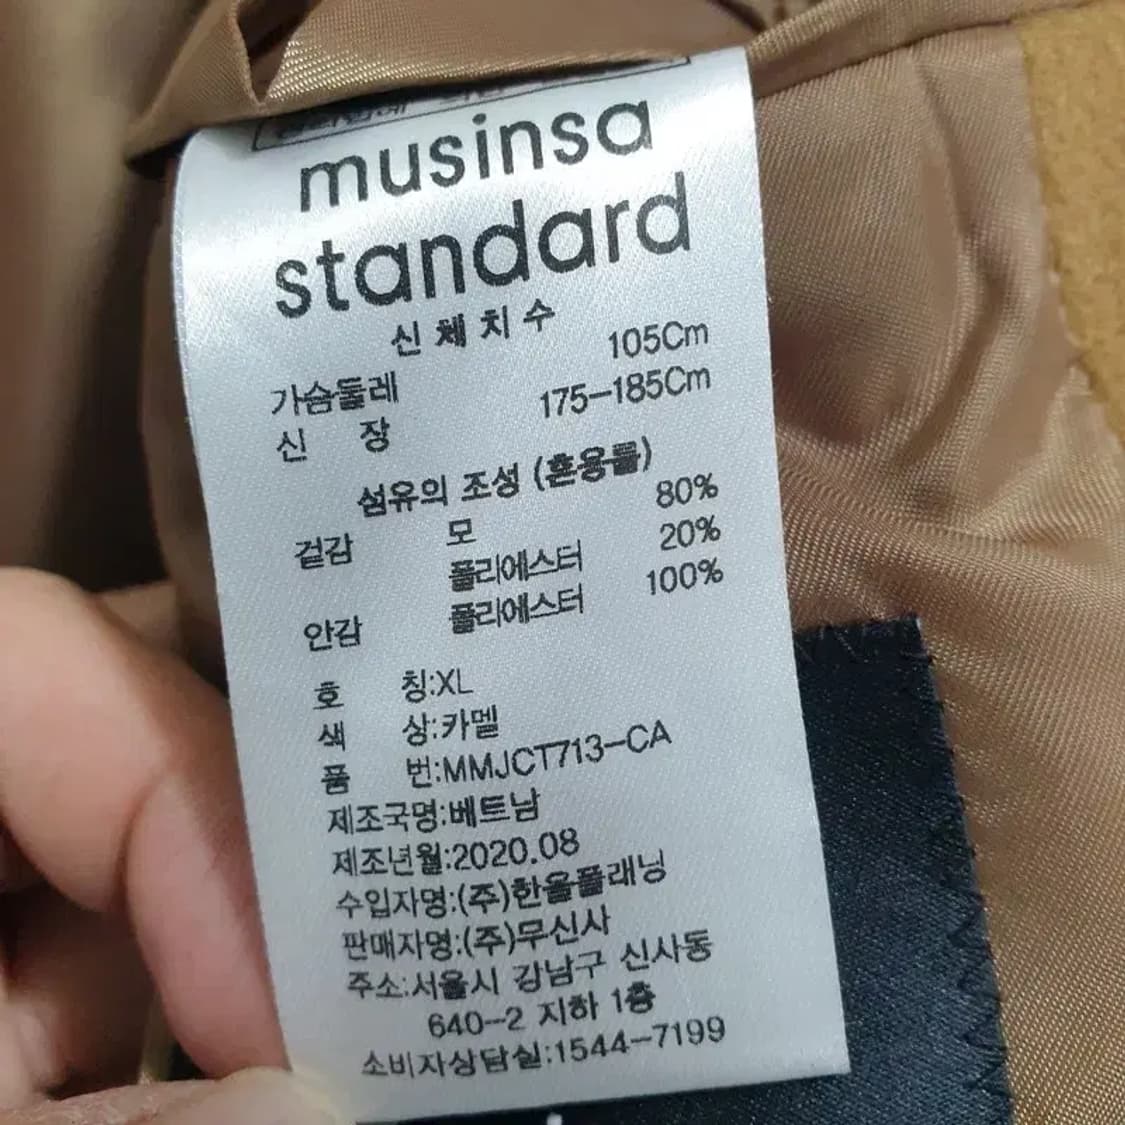 musinsa
standard
신체치수
가슴둘레 105Cm
신 장 175-185Cm
섬유의 조성 (혼용률)
겉감 모 80%
폴리에스터 20%
안감 폴리에스터 100%
호 칭:XL
색 상:카멜
품 번:MMJCT713-CA
제조국명:베트남
제조년월:2020.08
수입자명:(주)한올플래닝
판매자명:(주)무신사
주소:서울시 강남구 신사동
640-2 지하 1층
소비자상담실:1544-7199